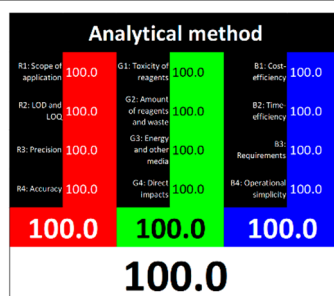 Analytical method
R1: Scope of
application
100.0
G1: Toxicity of
reagents
100.0
B1: Cost-
efficiency
100.0
R2: LOD and
LOQ
100.0
G2: Amount
of reagents
and waste
100.0
B2: Time-
efficiency
100.0
R3: Precision
100.0
G3: Energy
and other
media
100.0
B3:
Requirements
100.0
R4: Accuracy
100.0
G4: Direct
impacts
100.0
B4: Operational
simplicity
100.0
100.0
100.0
100.0
100.0